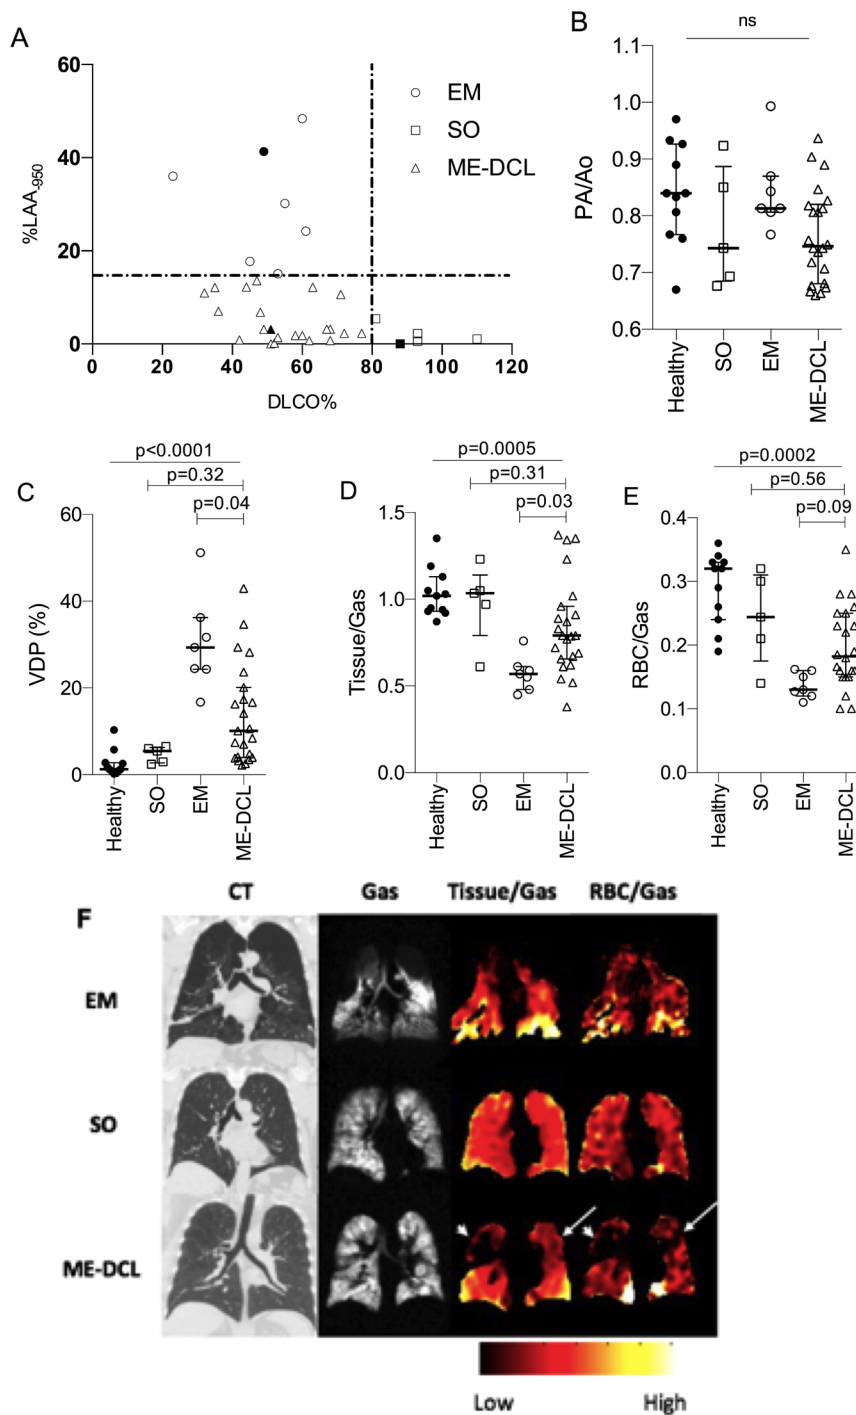 A
%LAA-950
60
40
20
0
0 20 40 60 80 100 120
DLCO%
EM
SO
ME-DCL
B
ns
PA/Ao
1.1
1.0
0.9
0.8
0.7
0.6
Healthy
SO
EM
ME-DCL
C
p<0.0001
p=0.32
p=0.04
VDP (%)
60
40
20
0
Healthy
SO
EM
ME-DCL
D
p=0.0005
p=0.31
p=0.03
Tissue/Gas
1.5
1.0
0.5
0.0
Healthy
SO
EM
ME-DCL
E
p=0.0002
p=0.56
p=0.09
RBC/Gas
0.4
0.3
0.2
0.1
0.0
Healthy
SO
EM
ME-DCL
F
CT Gas Tissue/Gas RBC/Gas
EM
SO
ME-DCL
Low High